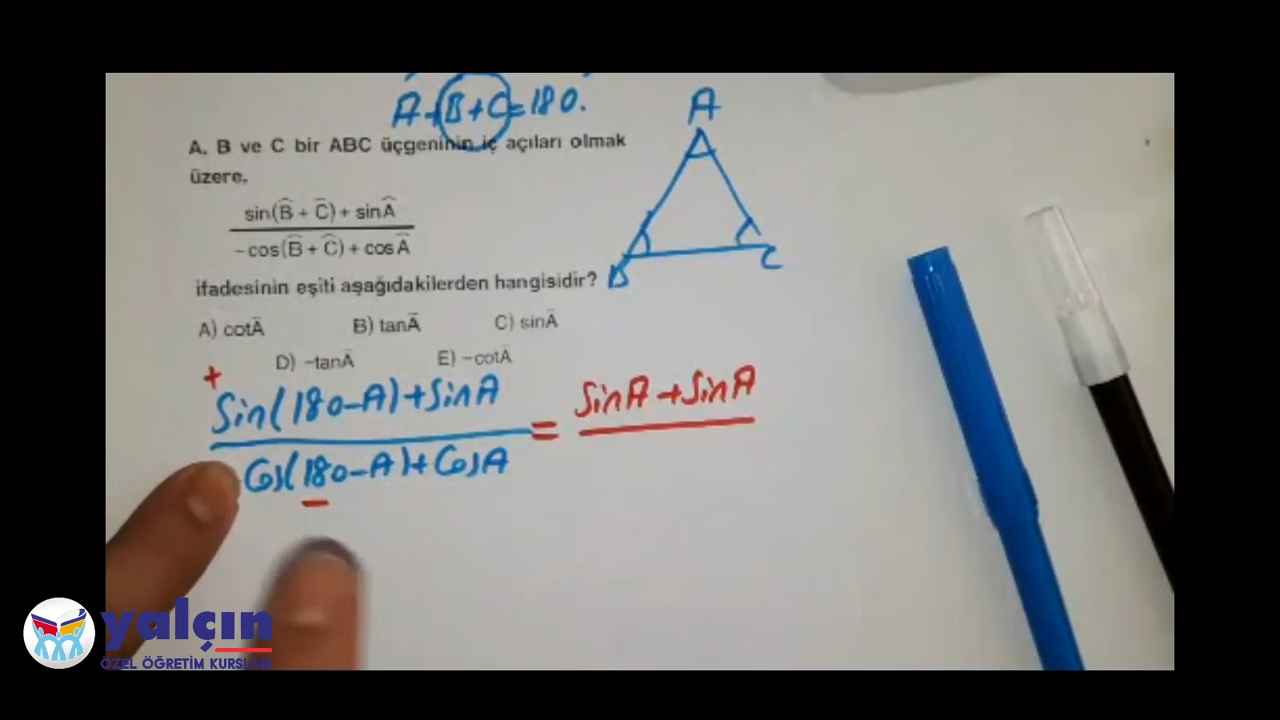 A+B+C=180.
A, B ve C bir ABC üçgeninin iç açıları olmak
üzere,
sin(B̂ + Ĉ) + sinÂ
-cos(B̂ + Ĉ) + cosÂ
ifadesinin eşiti aşağıdakilerden hangisidir?
A) cotÂ B) tanÂ C) sinÂ
D) -tanÂ E) -cotÂ
A
B
C
+
Sin(180-A)+SinA = SinA+SinA
Cos(180-A)+CosA
yalçın
ÖZEL ÖĞRETİM KURSLARI